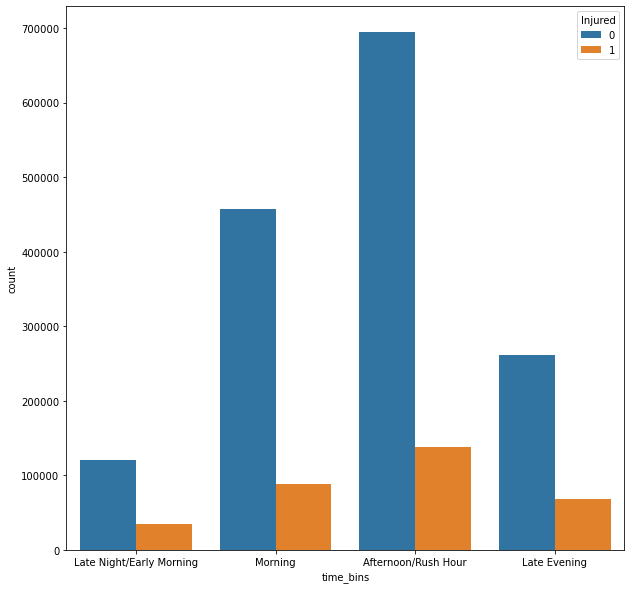 Injured
0
1
700000
600000
500000
400000
300000
200000
100000
0
count
Late Night/Early Morning
Morning
Afternoon/Rush Hour
Late Evening
time_bins